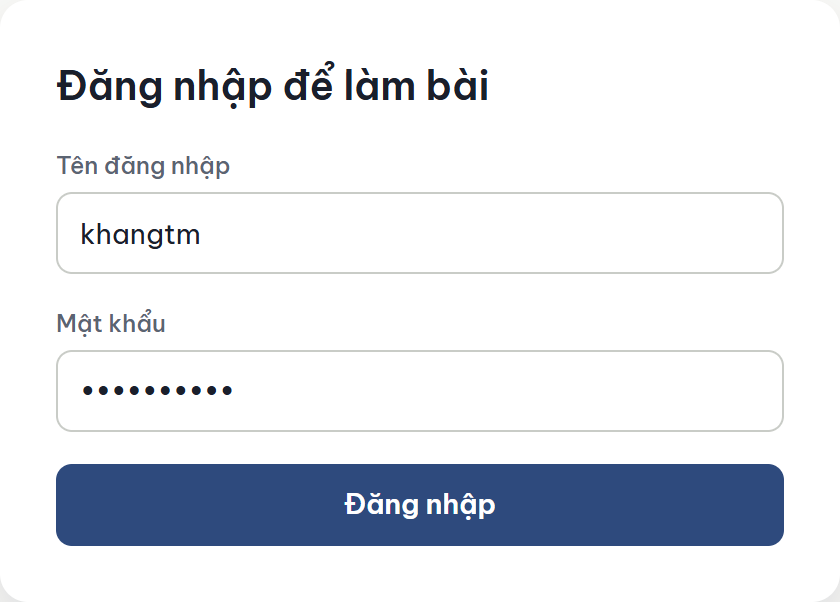 Đăng nhập để làm bài
Tên đăng nhập
khangtm
Mật khẩu
••••••••••
Đăng nhập